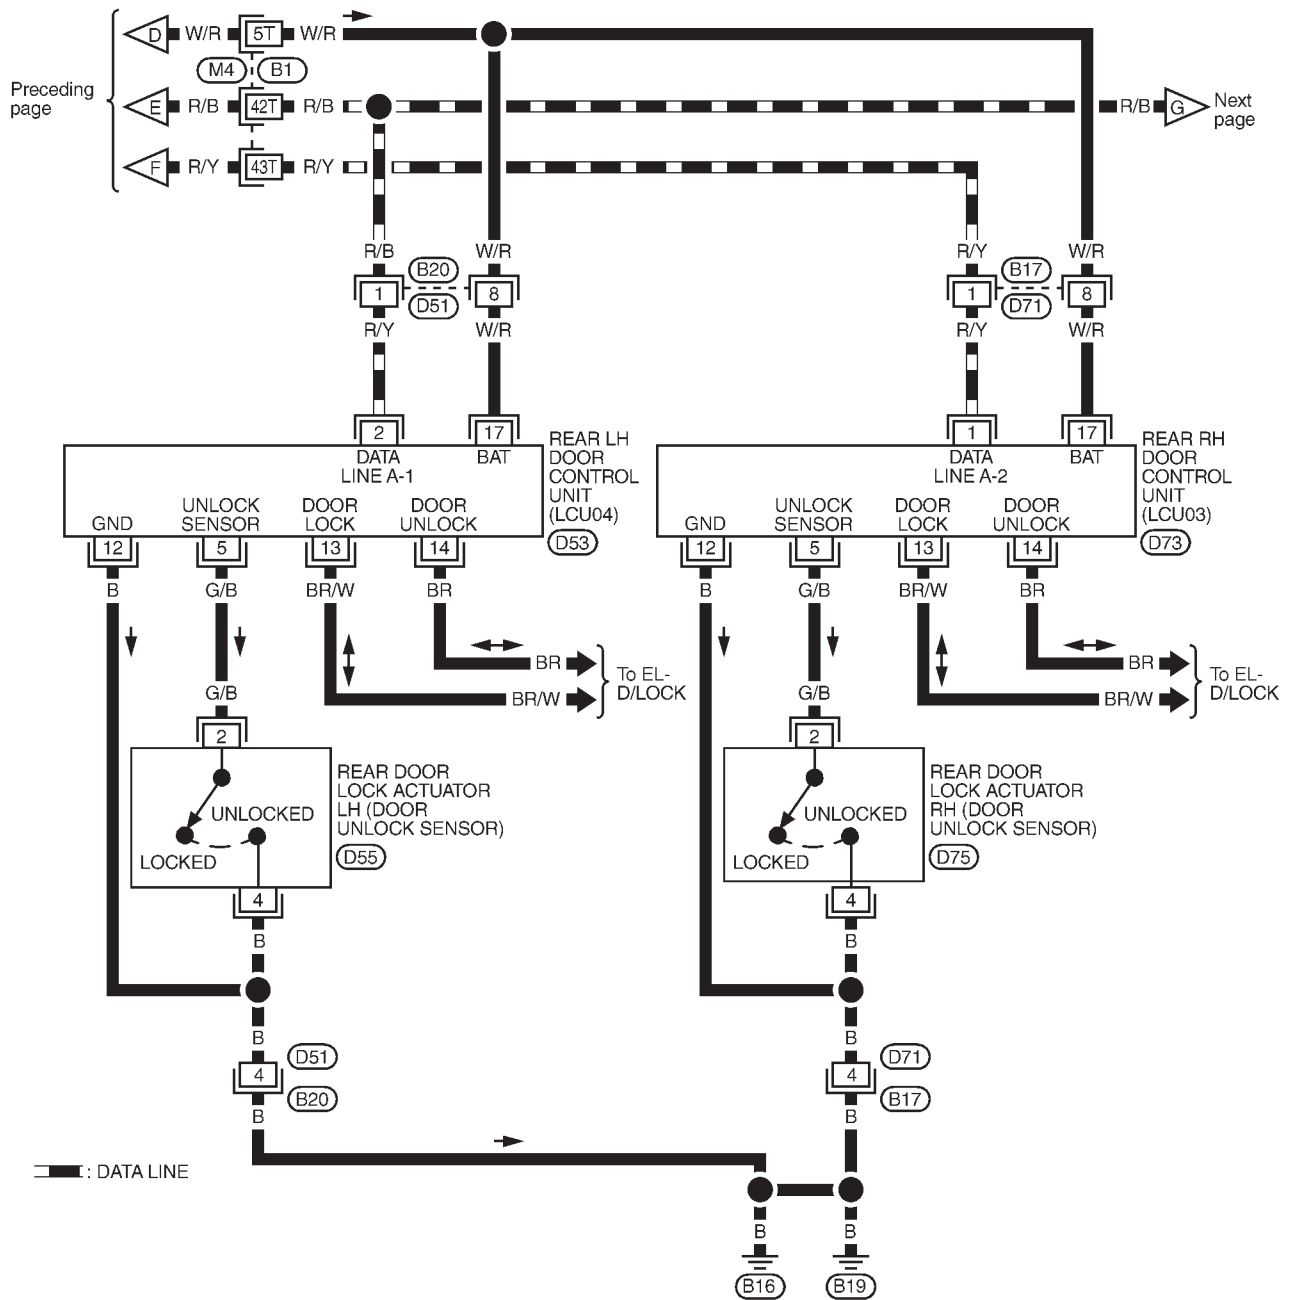 D W/R 5T W/R
M4 B1
Preceding
page
E R/B 42T R/B
R/B G Next
page
F R/Y 43T R/Y
R/B W/R R/Y W/R
B20 B17
1 8 1 8
D51 D71
R/Y W/R R/Y W/R
2 17 1 17
DATA
LINE A-1
BAT
REAR LH
DOOR
CONTROL
UNIT
(LCU04)
D53
DATA
LINE A-2
BAT
REAR RH
DOOR
CONTROL
UNIT
(LCU03)
D73
GND
UNLOCK
SENSOR
DOOR
LOCK
DOOR
UNLOCK
GND
UNLOCK
SENSOR
DOOR
LOCK
DOOR
UNLOCK
12 5 13 14 12 5 13 14
B G/B BR/W BR B G/B BR/W BR
BR
BR/W
To EL-
D/LOCK
BR
BR/W
To EL-
D/LOCK
G/B G/B
2 2
UNLOCKED
LOCKED
REAR DOOR
LOCK ACTUATOR
LH (DOOR
UNLOCK SENSOR)
D55
UNLOCKED
LOCKED
REAR DOOR
LOCK ACTUATOR
RH (DOOR
UNLOCK SENSOR)
D75
4 4
B B
B B
D51 D71
4 4
B20 B17
B B
: DATA LINE
B B
B16 B19